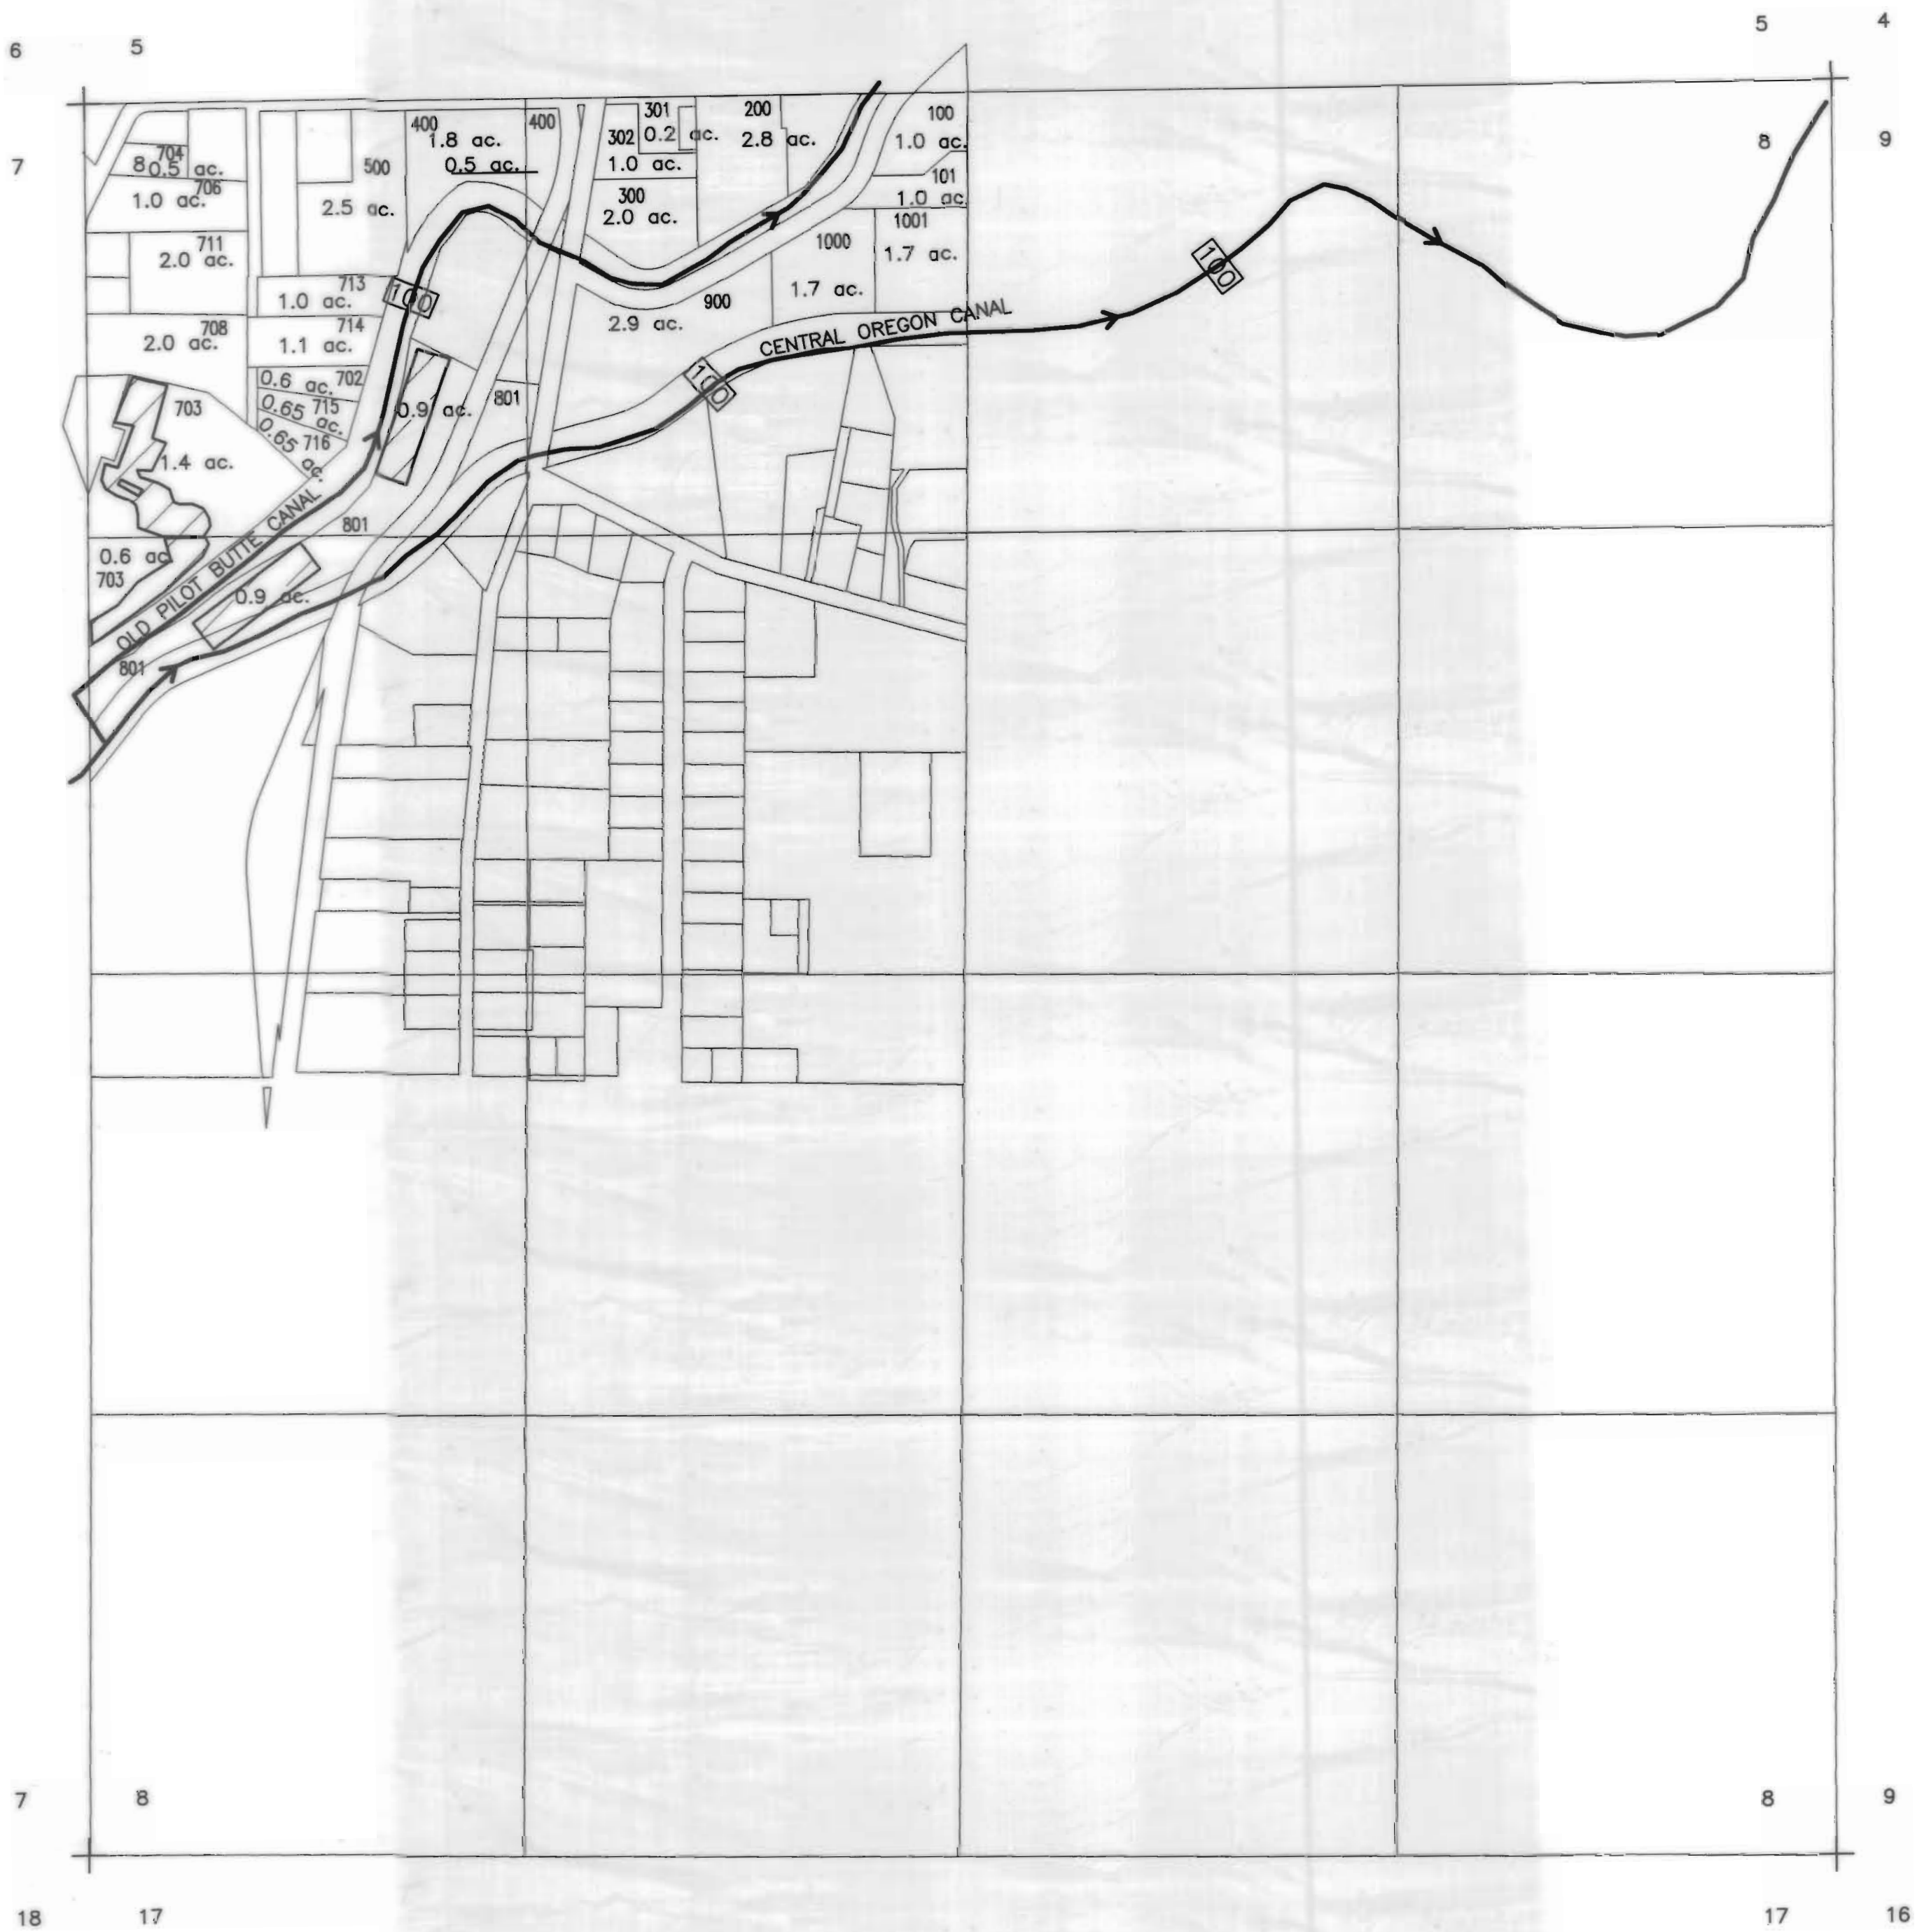 6 5
5 4
7
8 9
704
8 0.5 ac.
706
1.0 ac.
711
2.0 ac.
708
2.0 ac.
703
1.4 ac.
0.6 ac
703
500
2.5 ac.
713
1.0 ac.
714
1.1 ac.
0.6 ac. 702
0.65 ac. 715
0.65 ac. 716
400
1.8 ac.
0.5 ac.
400
100
0.9 ac.
801
801
0.9 ac.
801
OLD PILOT BUTTE CANAL
301
302 0.2 ac.
1.0 ac.
300
2.0 ac.
200
2.8 ac.
100
1.0 ac.
101
1.0 ac
1001
1.7 ac.
1000
1.7 ac.
900
2.9 ac.
CENTRAL OREGON CANAL
100
100
7 8
8 9
18 17
17 16